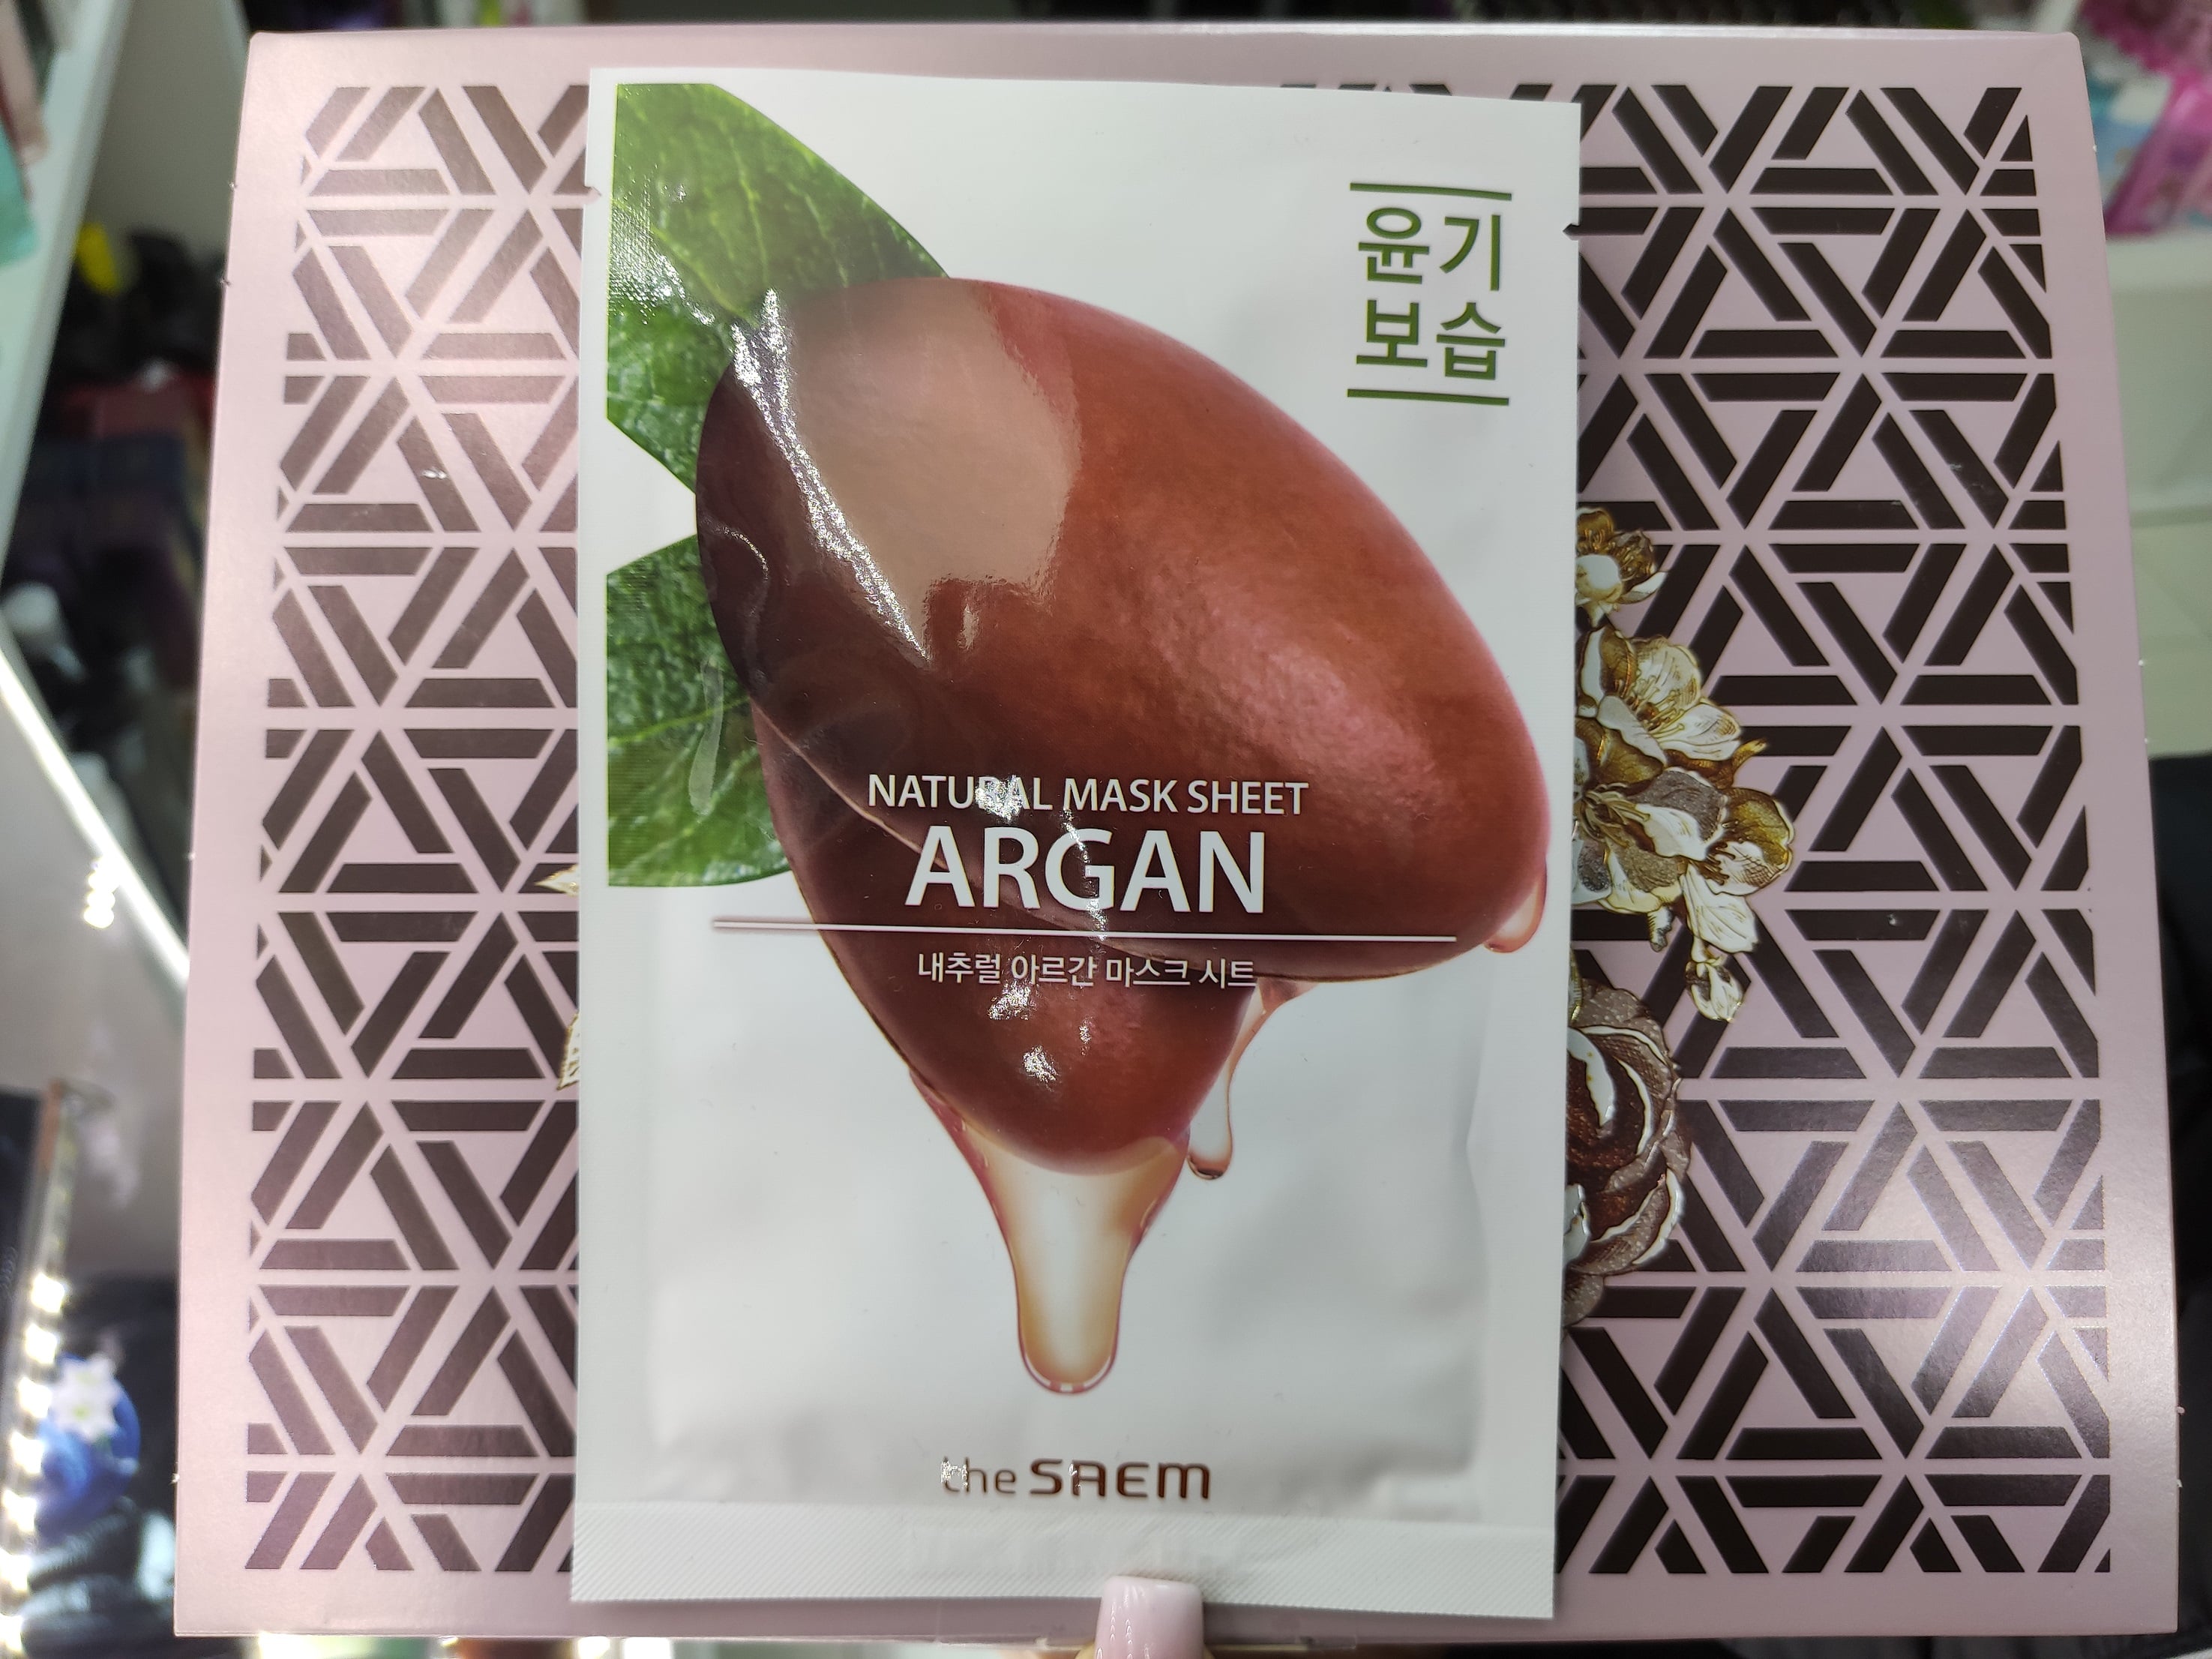 윤기
보습
NATURAL MASK SHEET
ARGAN
내추럴 아르간 마스크 시트
the SAEM